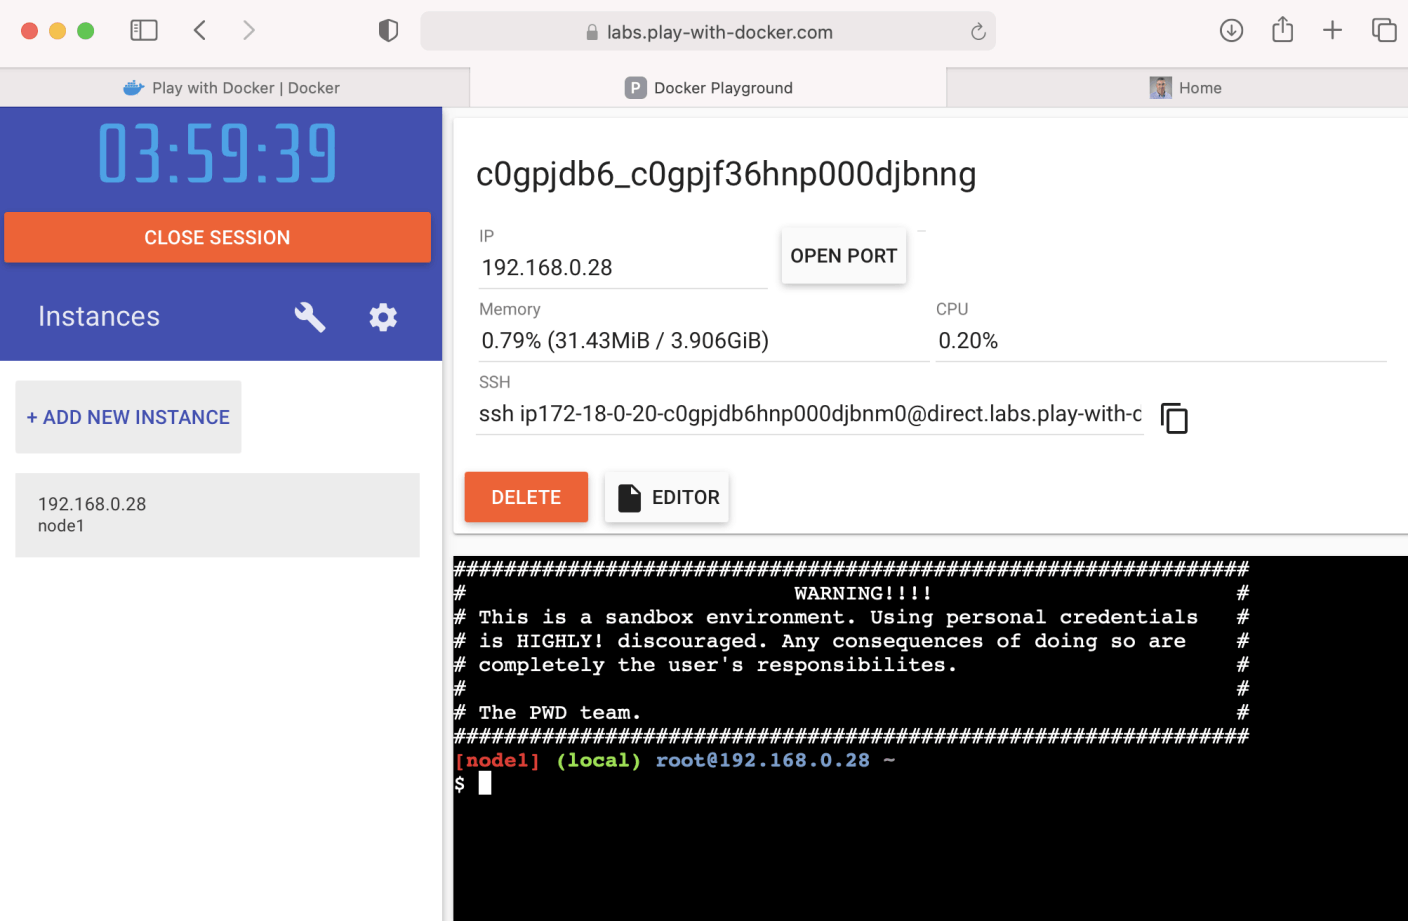 labs.play-with-docker.com
Play with Docker | Docker
P Docker Playground
Home
03:59:39
CLOSE SESSION
Instances
+ ADD NEW INSTANCE
192.168.0.28
node1
c0gpjdb6_c0gpjf36hnp000djbnng
IP
192.168.0.28
OPEN PORT
Memory
0.79% (31.43MiB / 3.906GiB)
CPU
0.20%
SSH
ssh ip172-18-0-20-c0gpjdb6hnp000djbnm0@direct.labs.play-with-d
DELETE
EDITOR
###############################################################
# WARNING!!!! #
# This is a sandbox environment. Using personal credentials #
# is HIGHLY! discouraged. Any consequences of doing so are #
# completely the user's responsibilites. #
# #
# The PWD team. #
###############################################################
[node1] (local) root@192.168.0.28 ~
$